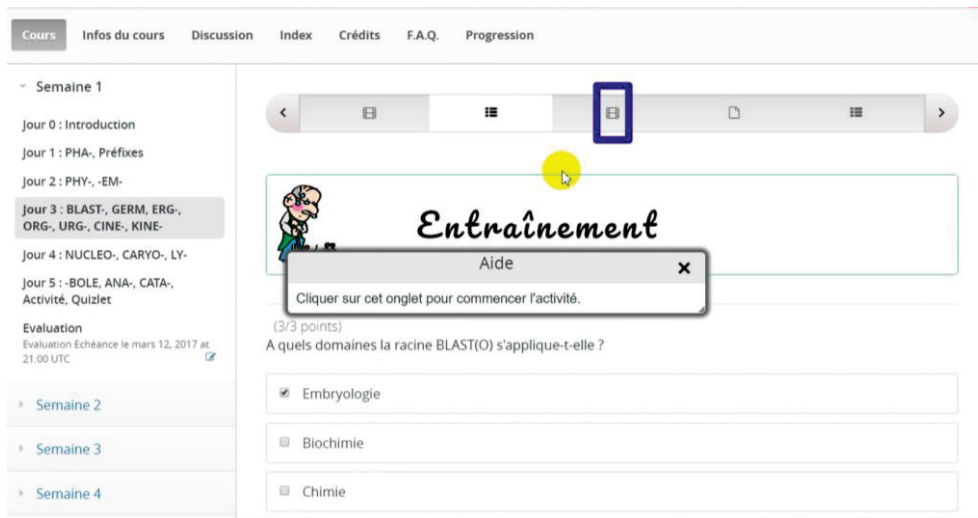 Cours Infos du cours Discussion Index Crédits F.A.Q. Progression
Semaine 1
Jour 0 : Introduction
Jour 1 : PHA-, Préfixes
Jour 2 : PHY-, -EM-
Jour 3 : BLAST-, GERM, ERG-,
ORG-, URG-, CINE-, KINE-
Jour 4 : NUCLEO-, CARYO-, LY-
Jour 5 : -BOLE, ANA-, CATA-,
Activité, Quizlet
Evaluation
Evaluation Echéance le mars 12, 2017 at
21:00 UTC
Semaine 2
Semaine 3
Semaine 4
Entraînement
Aide
Cliquer sur cet onglet pour commencer l'activité.
(3/3 points)
A quels domaines la racine BLAST(O) s'applique-t-elle ?
Embryologie
Biochimie
Chimie